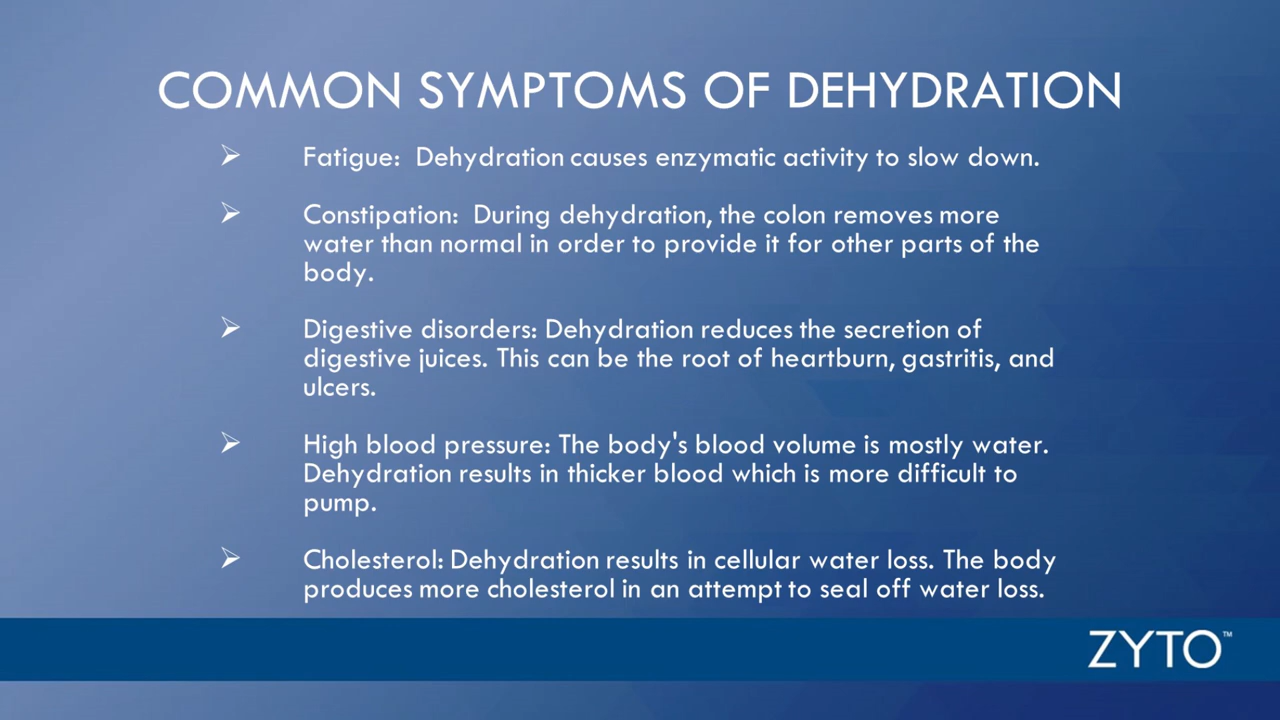 COMMON SYMPTOMS OF DEHYDRATION
➢ Fatigue:  Dehydration causes enzymatic activity to slow down.
➢ Constipation:  During dehydration, the colon removes more
water than normal in order to provide it for other parts of the
body.
➢ Digestive disorders: Dehydration reduces the secretion of
digestive juices. This can be the root of heartburn, gastritis, and
ulcers.
➢ High blood pressure: The body's blood volume is mostly water.
Dehydration results in thicker blood which is more difficult to
pump.
➢ Cholesterol: Dehydration results in cellular water loss. The body
produces more cholesterol in an attempt to seal off water loss.
ZYTO™